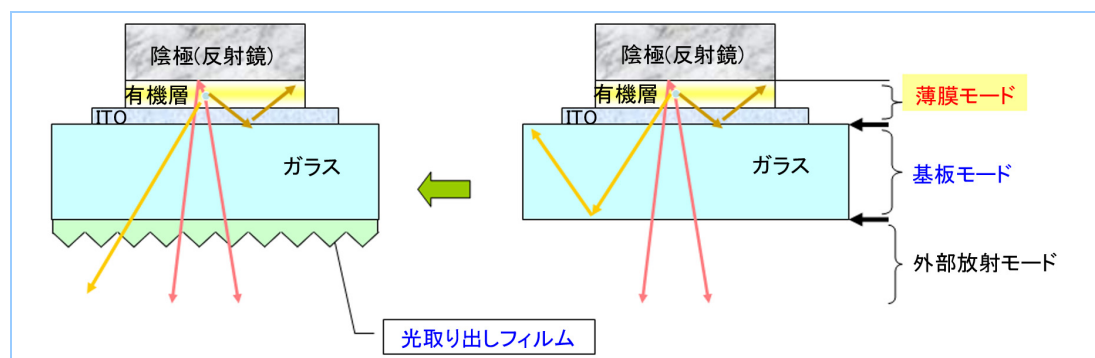 陰極(反射鏡)
有機層
ITO
ガラス
光取り出しフィルム
陰極(反射鏡)
有機層
ITO
ガラス
薄膜モード
基板モード
外部放射モード